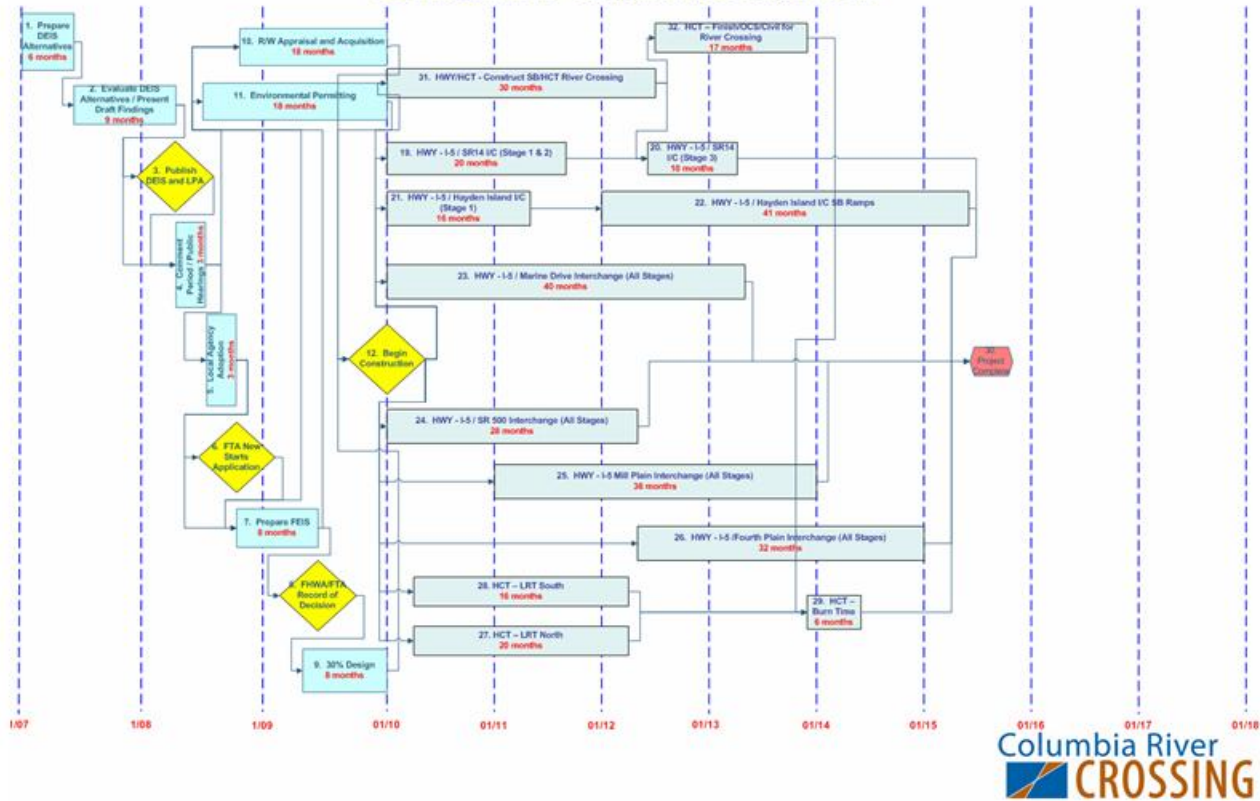 1. Prepare
DEIS
Alternatives
6 months
2. Evaluate DEIS
Alternatives / Present
Draft Findings
9 months
3. Publish
DEIS and LPA
4. Comment
Period / Public
Hearings 3 months
5. Local Agency
Adoption
3 months
6. FTA New
Starts
Application
7. Prepare FEIS
8 months
8. FHWA/FTA
Record of
Decision
9. 30% Design
8 months
10. R/W Appraisal and Acquisition
18 months
11. Environmental Permitting
18 months
12. Begin
Construction
32. HCT – Finish/OCS/Civil for
River Crossing
17 months
31. HWY/HCT - Construct SB/HCT River Crossing
30 months
19. HWY - I-5 / SR14 I/C (Stage 1 & 2)
20 months
20. HWY - I-5 / SR14
I/C (Stage 3)
10 months
21. HWY - I-5 / Hayden Island I/C
(Stage 1)
16 months
22. HWY - I-5 / Hayden Island I/C SB Ramps
41 months
23. HWY - I-5 / Marine Drive Interchange (All Stages)
40 months
30.
Project
Complete
24. HWY - I-5 / SR 500 Interchange (All Stages)
28 months
25. HWY - I-5 Mill Plain Interchange (All Stages)
36 months
26. HWY - I-5 /Fourth Plain Interchange (All Stages)
32 months
28. HCT – LRT South
16 months
29. HCT –
Burn Time
6 months
27. HCT – LRT North
20 months
1/07 1/08 1/09 01/10 01/11 01/12 01/13 01/14 01/15 01/16 01/17 01/18
Columbia River
CROSSING